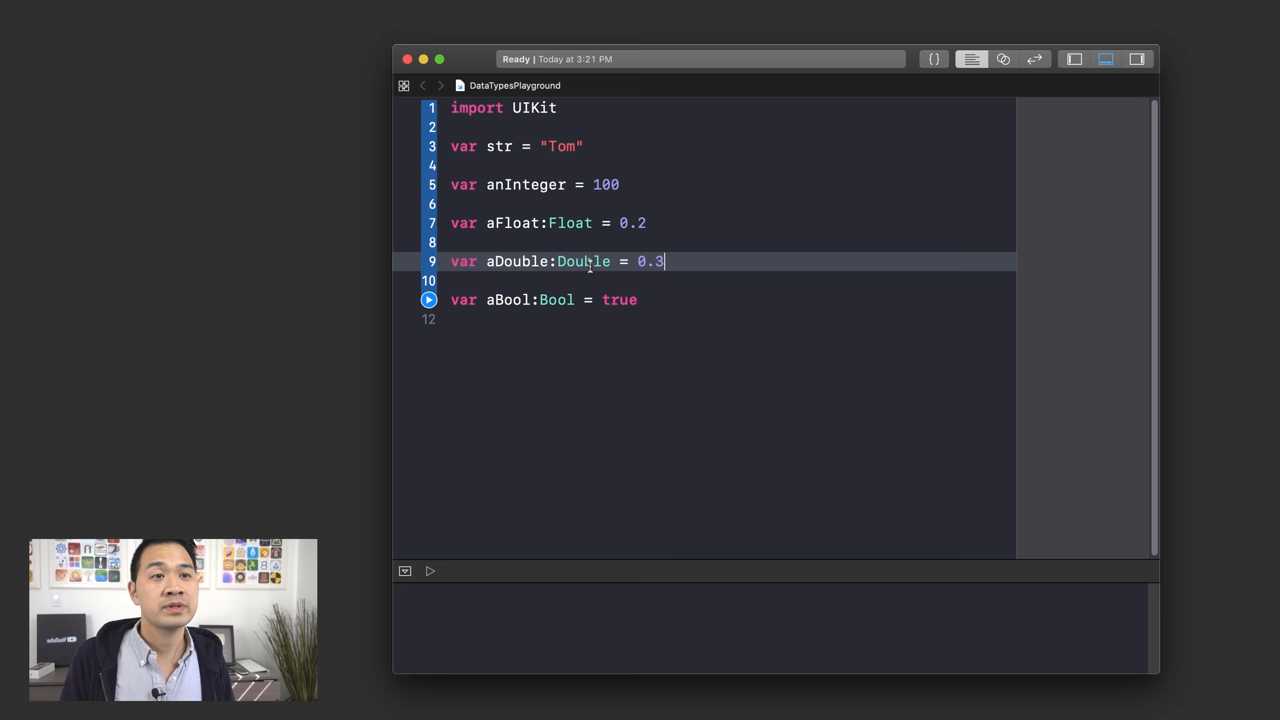 Ready | Today at 3:21 PM
DataTypesPlayground
1 import UIKit
2
3 var str = "Tom"
4
5 var anInteger = 100
6
7 var aFloat:Float = 0.2
8
9 var aDouble:Double = 0.3
10
var aBool:Bool = true
12
YouTube